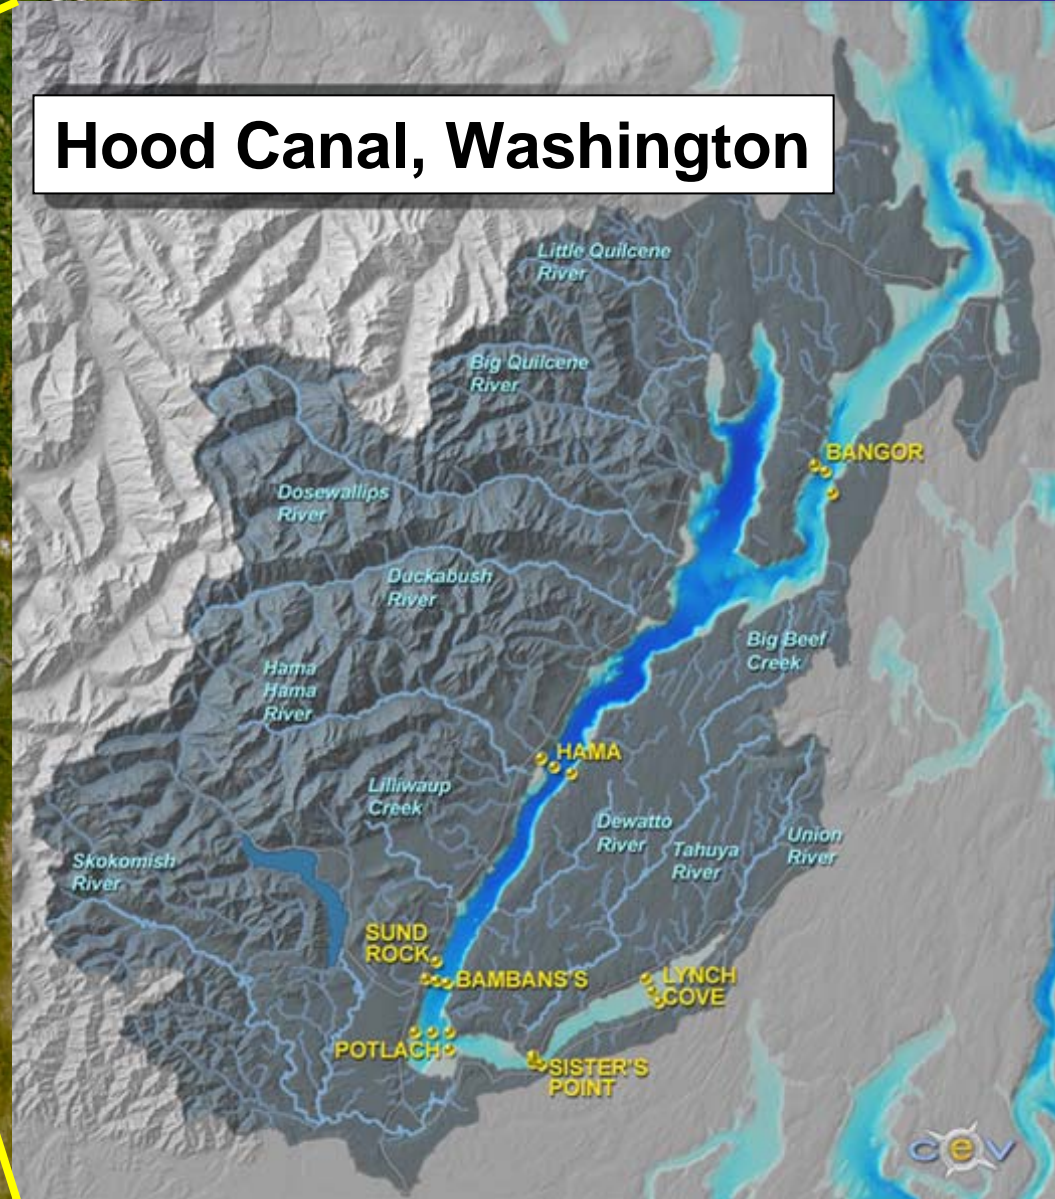 Hood Canal, Washington
Little Quilcene
River
Big Quilcene
River
BANGOR
Dosewallips
River
Duckabush
River
Big Beef
Creek
Hama
Hama
River
HAMA
Lilliwaup
Creek
Dewatto
River
Tahuya
River
Union
River
Skokomish
River
SUND
ROCK
BAMBANS'S
LYNCH
COVE
POTLACH
SISTER'S
POINT
cev